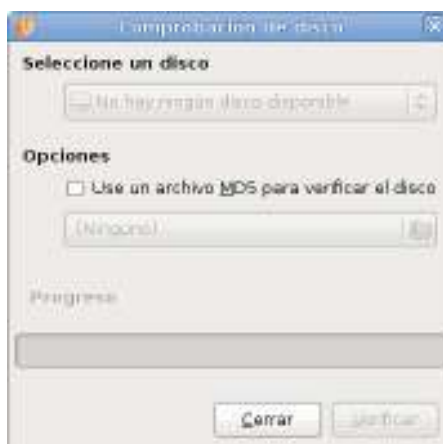 Comprobación de disco
Seleccione un disco
No hay ningún disco disponible
Opciones
Use un archivo MD5 para verificar el disco
(Ninguno)
Progreso
Cerrar
Verificar